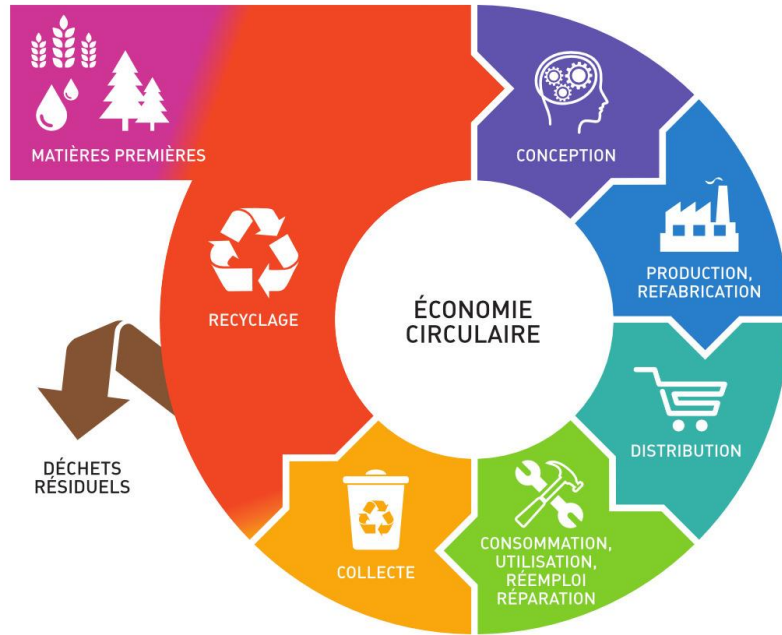 MATIÈRES PREMIÈRES
CONCEPTION
PRODUCTION,
REFABRICATION
RECYCLAGE
ÉCONOMIE
CIRCULAIRE
DISTRIBUTION
DÉCHETS
RÉSIDUELS
CONSOMMATION,
UTILISATION,
RÉEMPLOI
RÉPARATION
COLLECTE